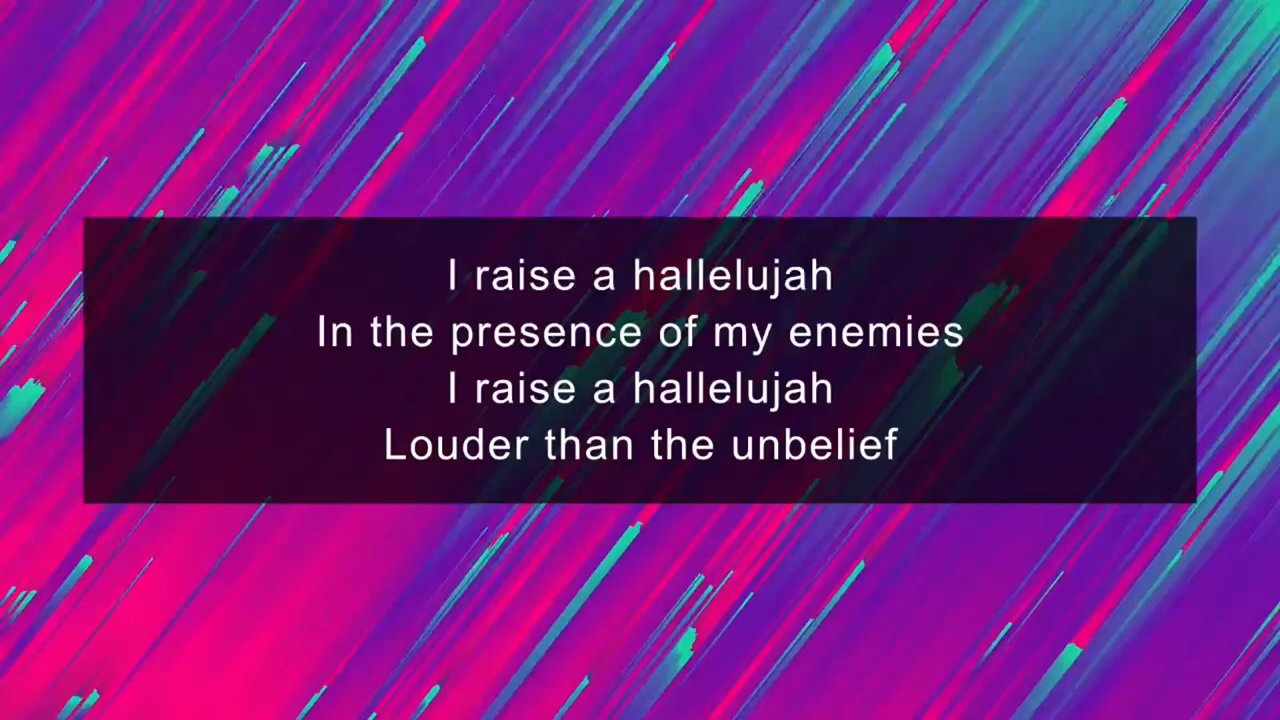 I raise a hallelujah
In the presence of my enemies
I raise a hallelujah
Louder than the unbelief